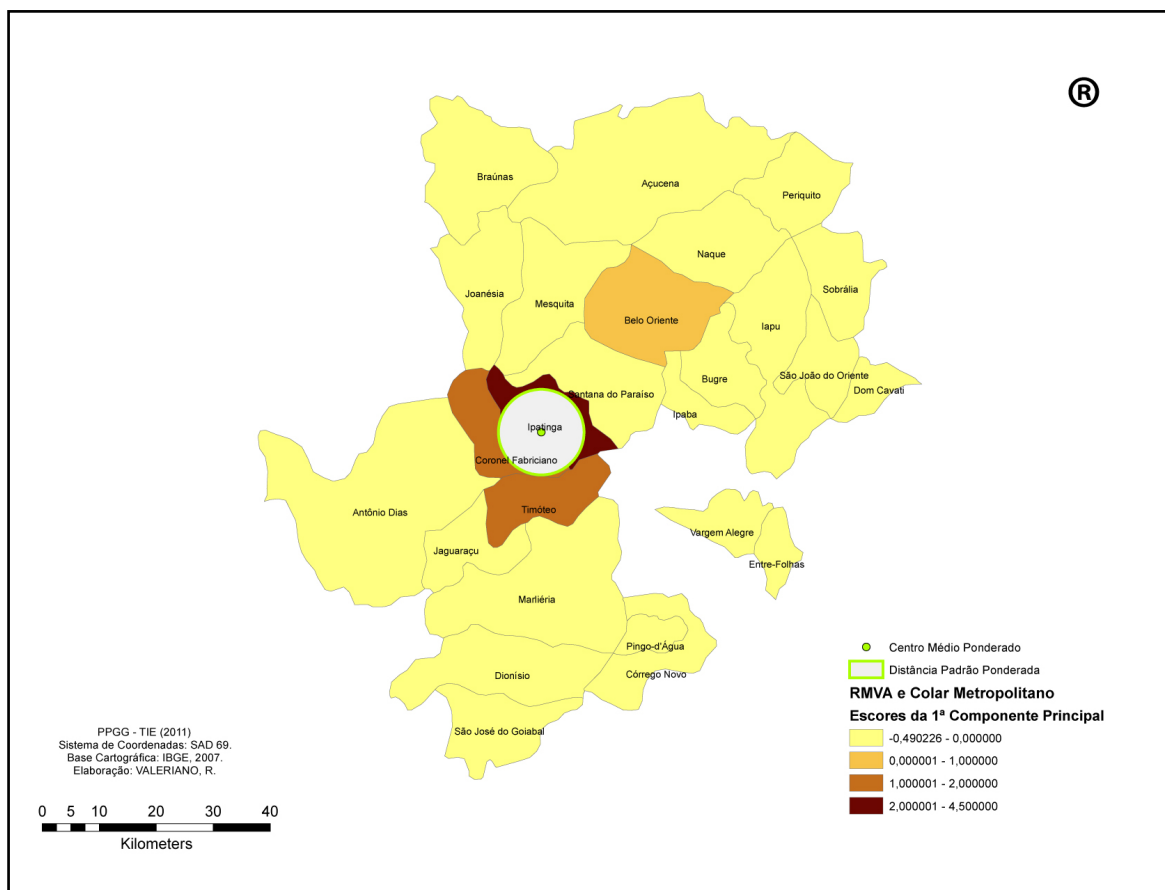 ®
Braúnas
Açucena
Periquito
Naque
Sobrália
Joanésia
Mesquita
Belo Oriente
Iapu
São João do Oriente
Bugre
Dom Cavati
Santana do Paraíso
Ipaba
Ipatinga
Coronel Fabriciano
Antônio Dias
Timóteo
Vargem Alegre
Jaguaraçu
Entre-Folhas
Marliéria
Pingo-d'Água
Dionísio
Córrego Novo
São José do Goiabal
Centro Médio Ponderado
Distância Padrão Ponderada
RMVA e Colar Metropolitano
Escores da 1ª Componente Principal
-0,490226 - 0,000000
0,000001 - 1,000000
1,000001 - 2,000000
2,000001 - 4,500000
PPGG - TIE (2011)
Sistema de Coordenadas: SAD 69.
Base Cartográfica: IBGE, 2007.
Elaboração: VALERIANO, R.
0 5 10 20 30 40
Kilometers